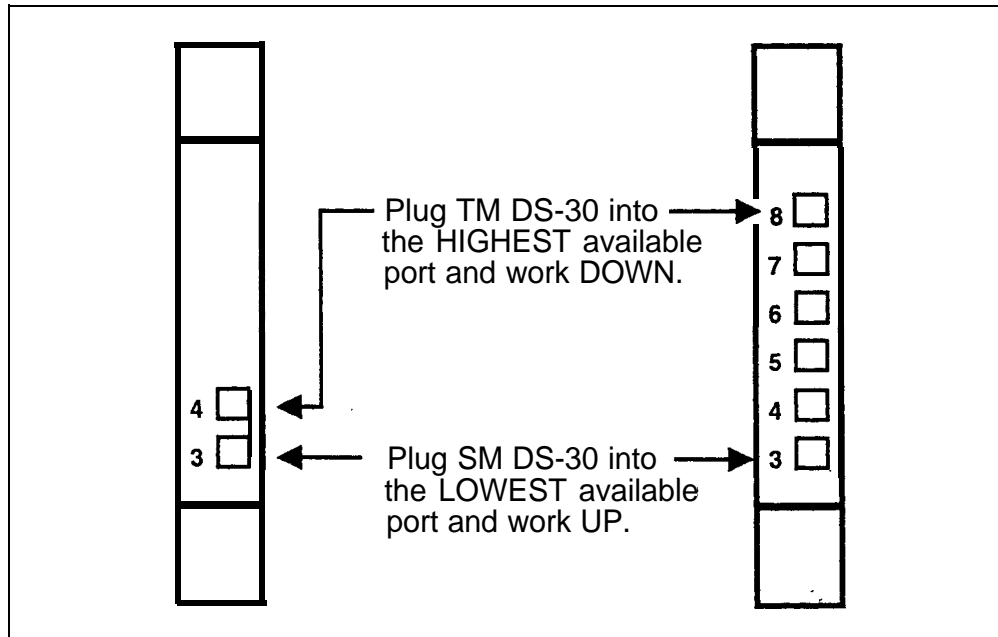 4
3
Plug TM DS-30 into
the HIGHEST available
port and work DOWN.
Plug SM DS-30 into
the LOWEST available
port and work UP.
8
7
6
5
4
3